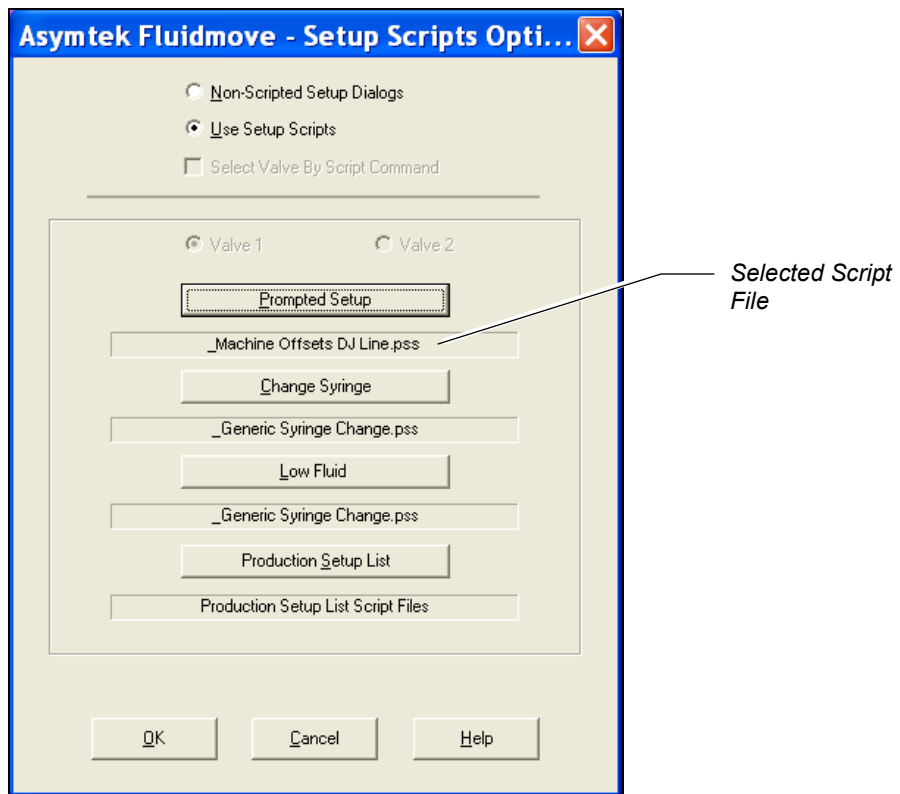 Asymtek Fluidmove - Setup Scripts Opti...
Non-Scripted Setup Dialogs
Use Setup Scripts
Select Valve By Script Command
Valve 1 Valve 2
Prompted Setup
Selected Script
File
_Machine Offsets DJ Line.pss
Change Syringe
_Generic Syringe Change.pss
Low Fluid
_Generic Syringe Change.pss
Production Setup List
Production Setup List Script Files
OK Cancel Help